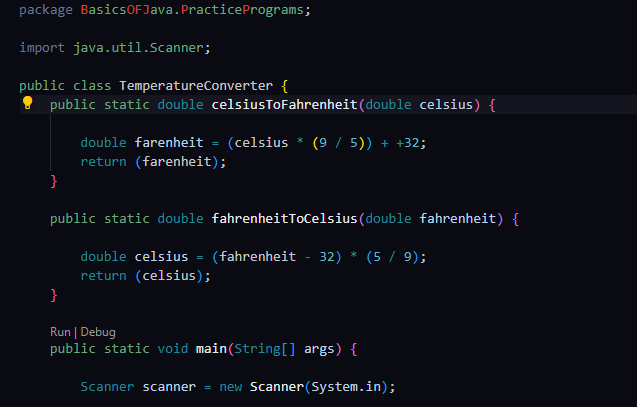 package BasicsOFJava.PracticePrograms;
import java.util.Scanner;
public class TemperatureConverter {
public static double celsiusToFahrenheit(double celsius) {
double farenheit = (celsius * (9 / 5)) + +32;
return (farenheit);
}
public static double fahrenheitToCelsius(double fahrenheit) {
double celsius = (fahrenheit - 32) * (5 / 9);
return (celsius);
}
Run | Debug
public static void main(String[] args) {
Scanner scanner = new Scanner(System.in);